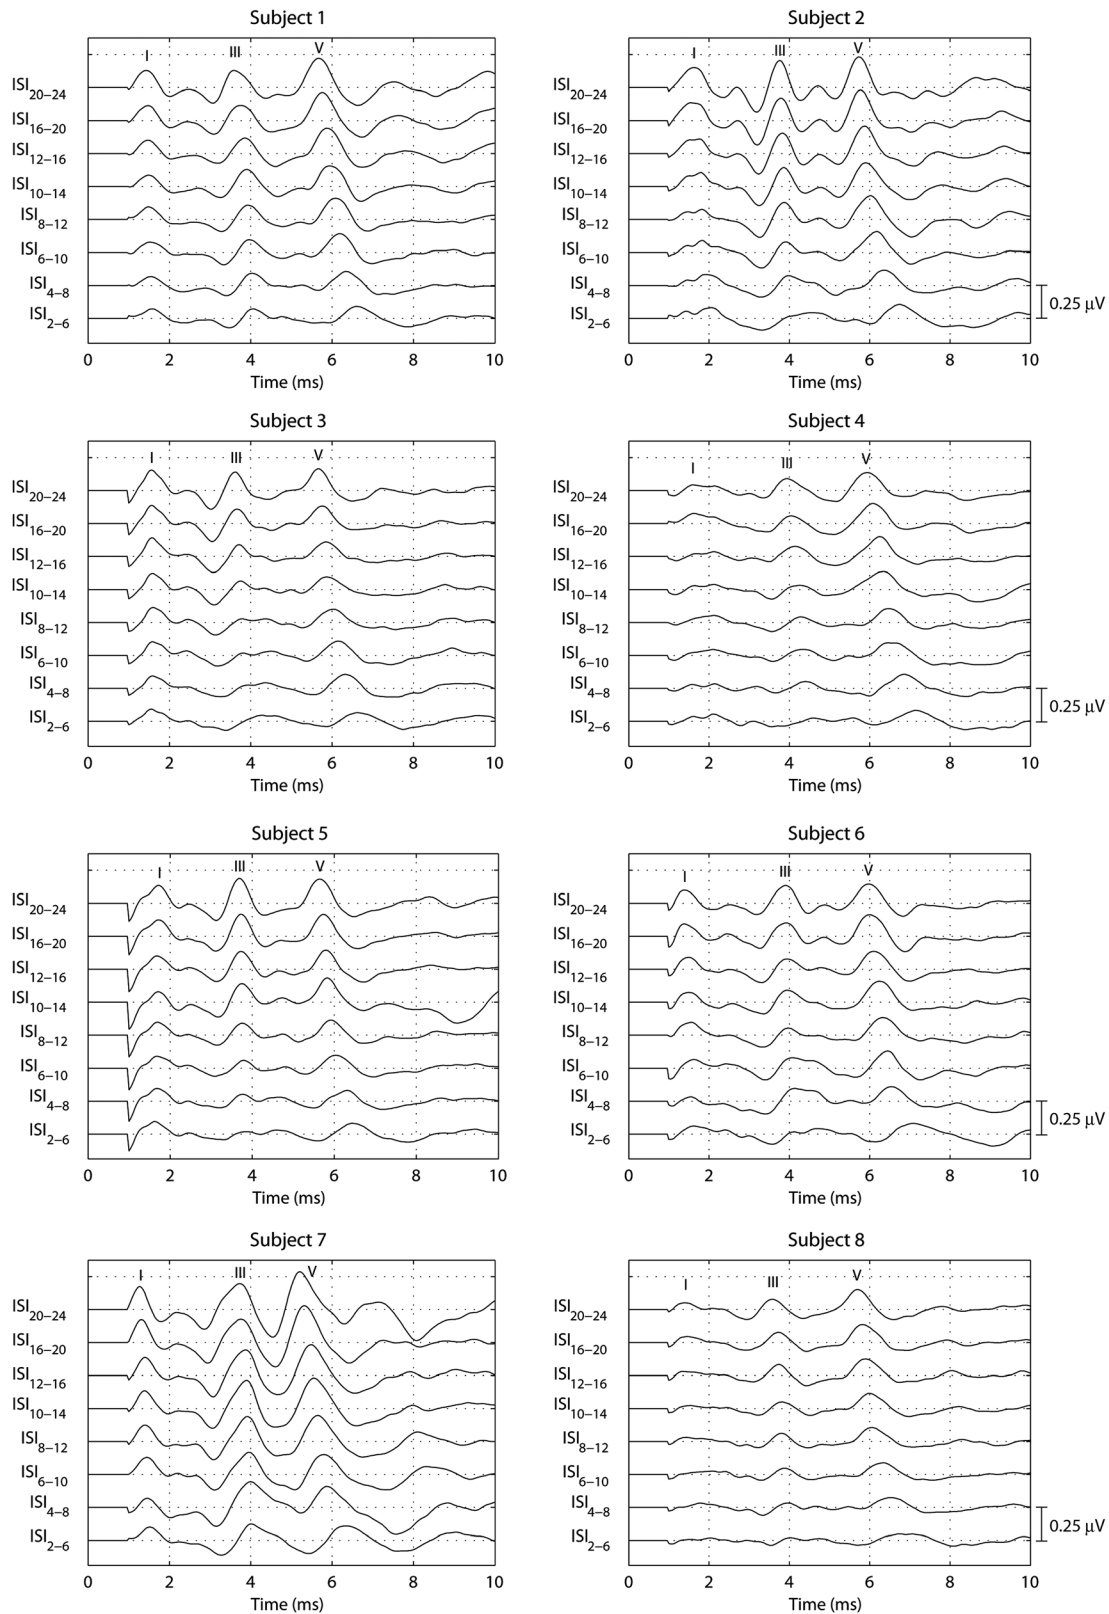 Subject 1
I III V
ISI20–24
ISI16–20
ISI12–16
ISI10–14
ISI8–12
ISI6–10
ISI4–8
ISI2–6
0 2 4 6 8 10
Time (ms)
Subject 2
I III V
ISI20–24
ISI16–20
ISI12–16
ISI10–14
ISI8–12
ISI6–10
ISI4–8
ISI2–6
0.25 μV
0 2 4 6 8 10
Time (ms)
Subject 3
I III V
ISI20–24
ISI16–20
ISI12–16
ISI10–14
ISI8–12
ISI6–10
ISI4–8
ISI2–6
0 2 4 6 8 10
Time (ms)
Subject 4
I III V
ISI20–24
ISI16–20
ISI12–16
ISI10–14
ISI8–12
ISI6–10
ISI4–8
ISI2–6
0.25 μV
0 2 4 6 8 10
Time (ms)
Subject 5
I III V
ISI20–24
ISI16–20
ISI12–16
ISI10–14
ISI8–12
ISI6–10
ISI4–8
ISI2–6
0 2 4 6 8 10
Time (ms)
Subject 6
I III V
ISI20–24
ISI16–20
ISI12–16
ISI10–14
ISI8–12
ISI6–10
ISI4–8
ISI2–6
0.25 μV
0 2 4 6 8 10
Time (ms)
Subject 7
I III V
ISI20–24
ISI16–20
ISI12–16
ISI10–14
ISI8–12
ISI6–10
ISI4–8
ISI2–6
0 2 4 6 8 10
Time (ms)
Subject 8
I III V
ISI20–24
ISI16–20
ISI12–16
ISI10–14
ISI8–12
ISI6–10
ISI4–8
ISI2–6
0.25 μV
0 2 4 6 8 10
Time (ms)